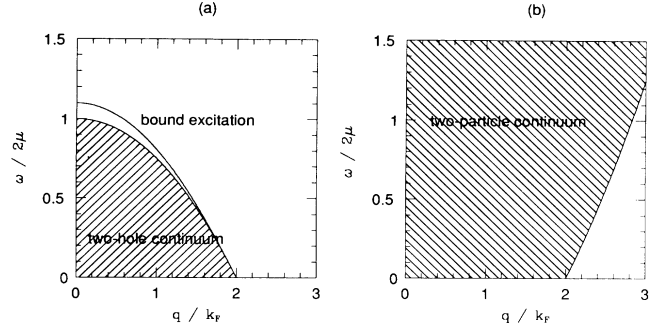 (a)
(b)
1.5
1
0.5
0
ω / 2μ
bound excitation
two-hole continuum
0
1
2
3
q / k_F
1.5
1
0.5
0
ω / 2μ
two-particle continuum
0
1
2
3
q / k_F